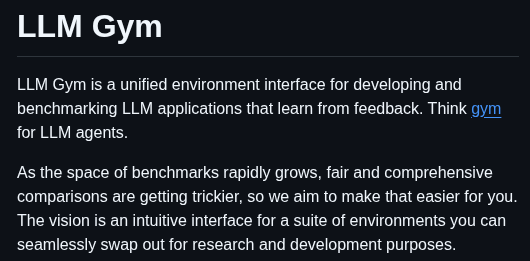 LLM Gym
LLM Gym is a unified environment interface for developing and
benchmarking LLM applications that learn from feedback. Think gym
for LLM agents.
As the space of benchmarks rapidly grows, fair and comprehensive
comparisons are getting trickier, so we aim to make that easier for you.
The vision is an intuitive interface for a suite of environments you can
seamlessly swap out for research and development purposes.